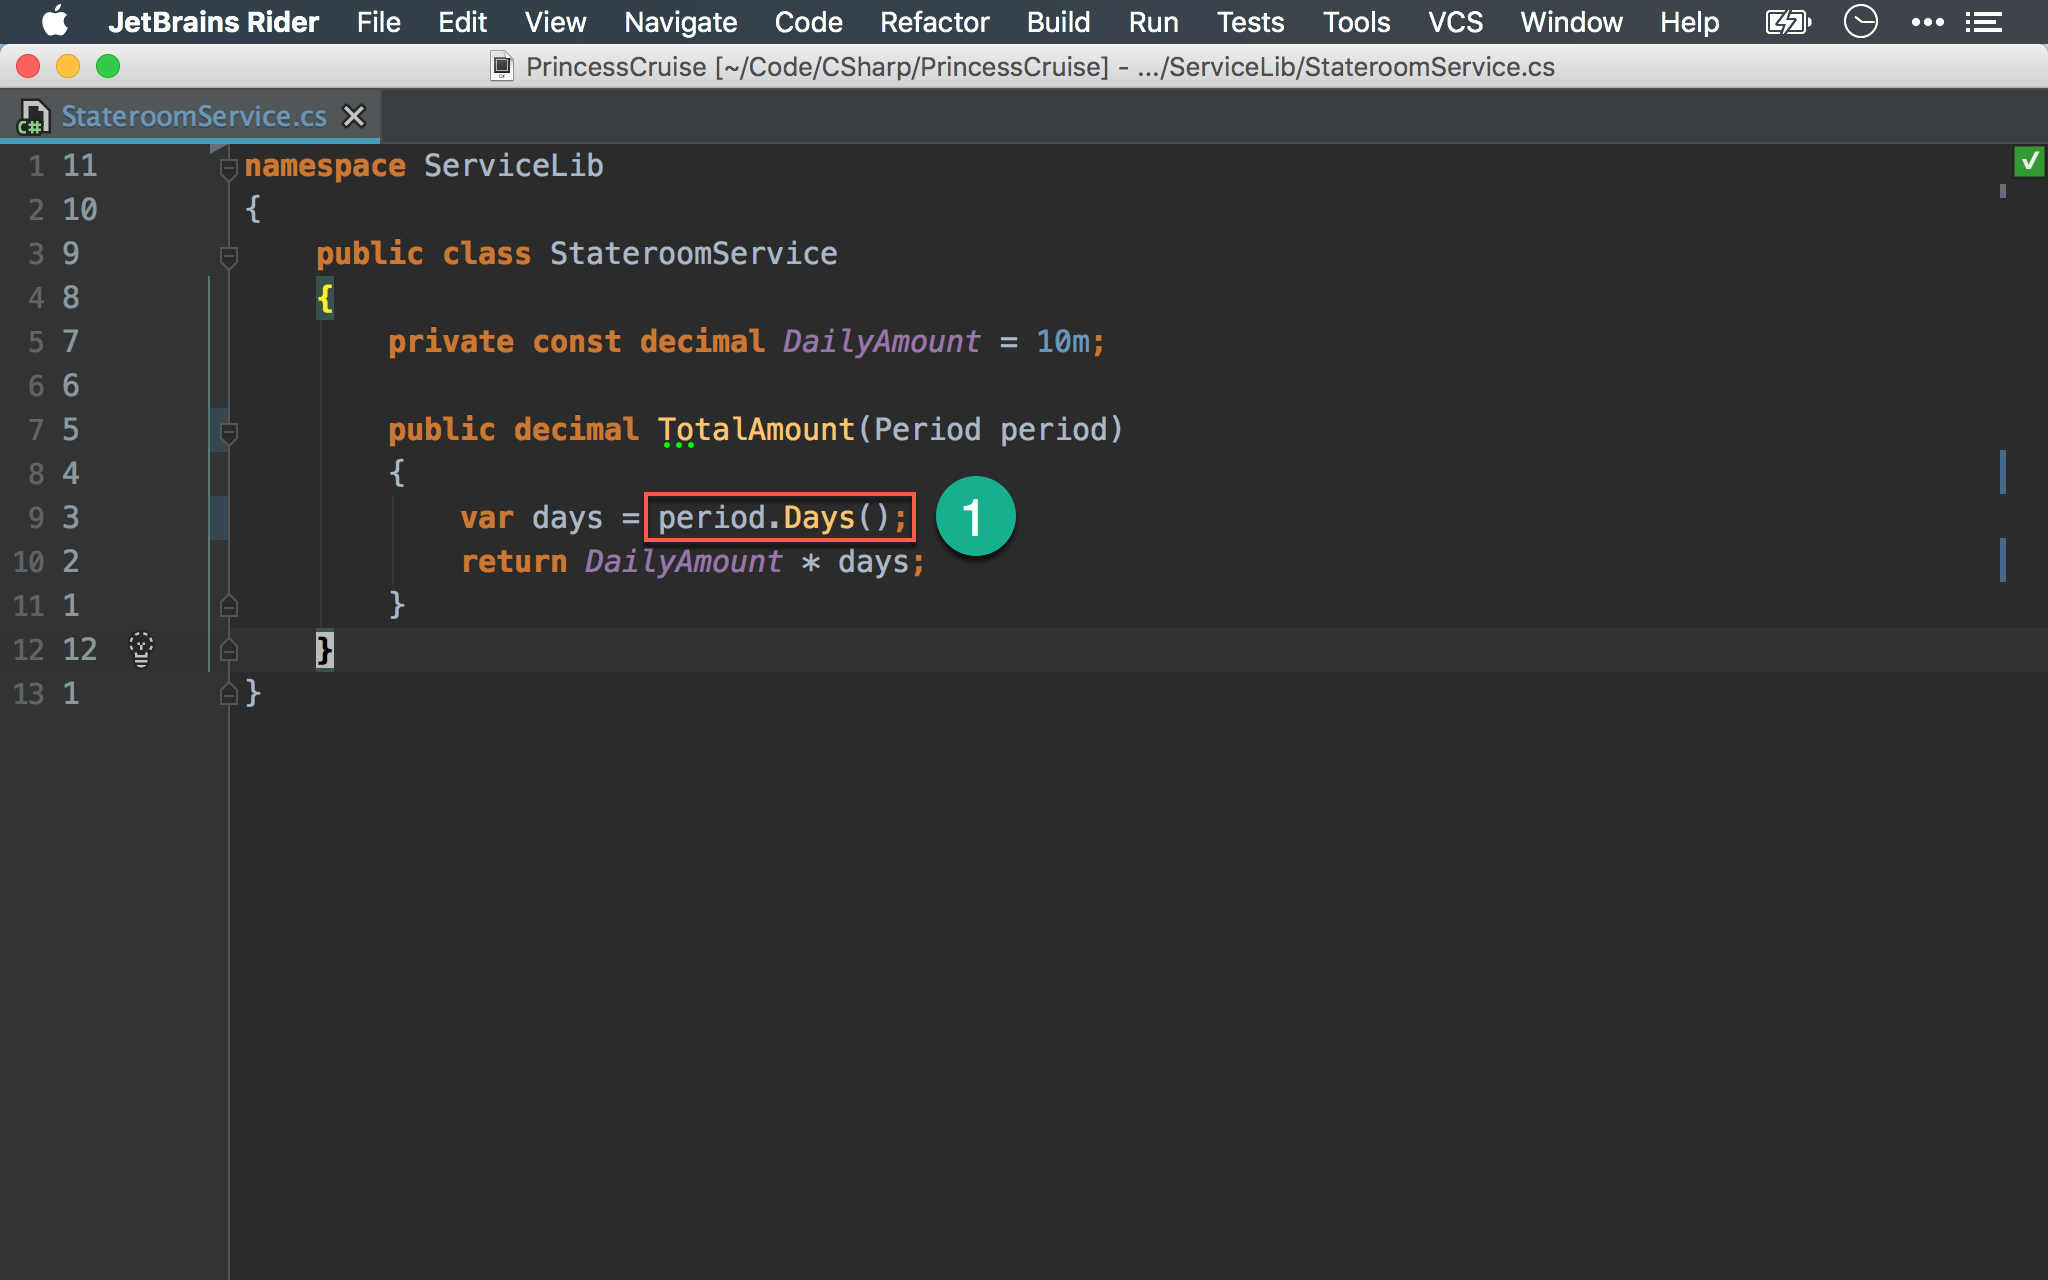 JetBrains Rider File Edit View Navigate Code Refactor Build Run Tests Tools VCS Window Help
PrincessCruise [~/Code/CSharp/PrincessCruise] - .../ServiceLib/StateroomService.cs
C# StateroomService.cs
1 11 namespace ServiceLib
2 10 {
3 9 public class StateroomService
4 8 {
5 7 private const decimal DailyAmount = 10m;
6 6
7 5 public decimal TotalAmount(Period period)
8 4 {
9 3 var days = period.Days(); 1
10 2 return DailyAmount * days;
11 1 }
12 12 }
13 1 }